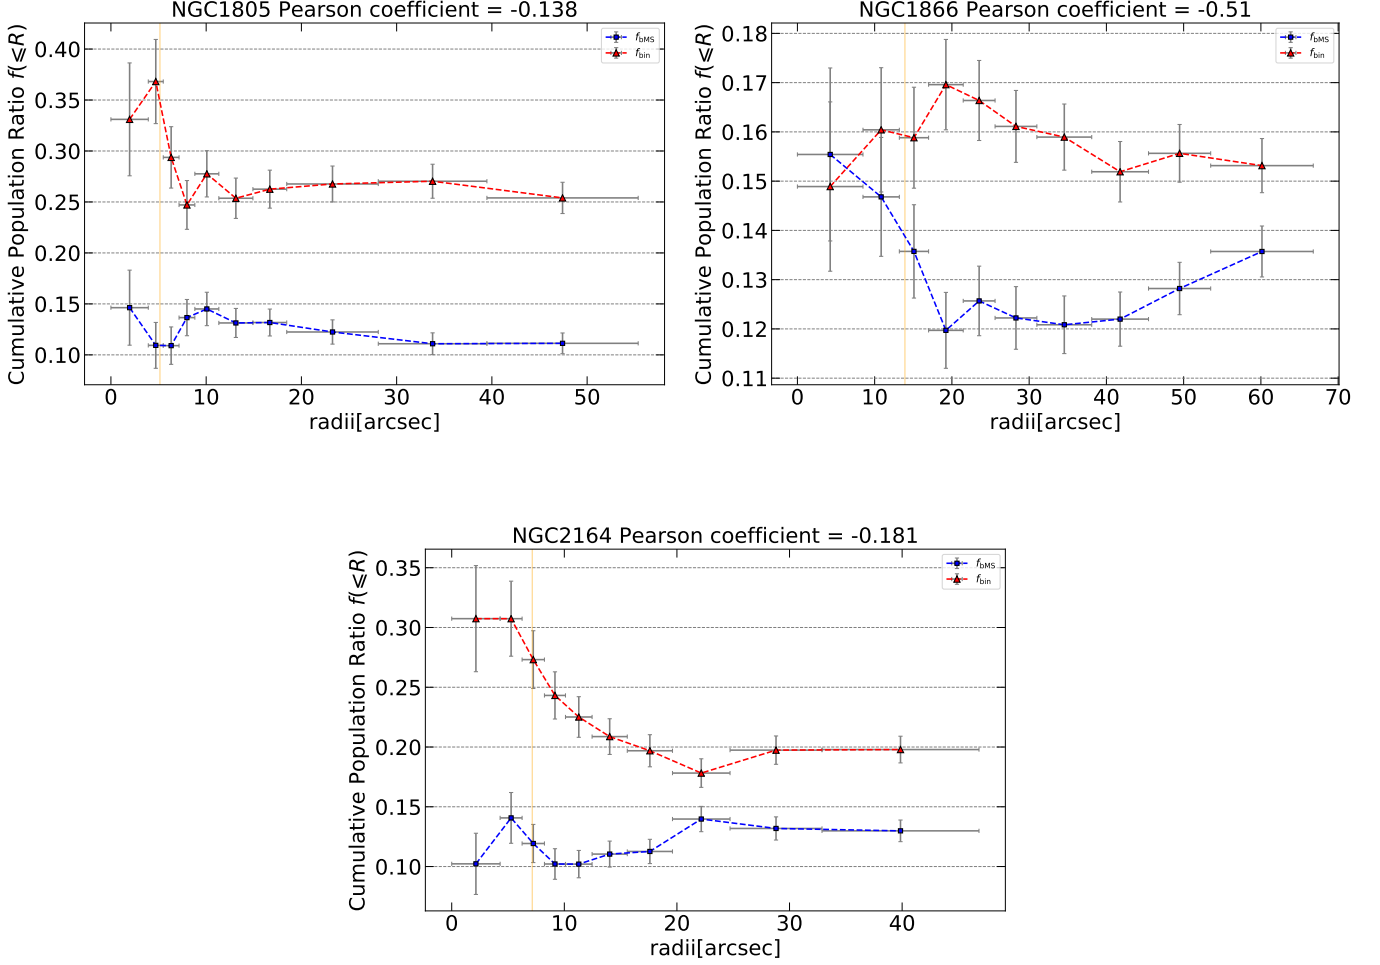 NGC1805 Pearson coefficient = -0.138
Cumulative Population Ratio f(⩽R)
0.40
0.35
0.30
0.25
0.20
0.15
0.10
f_bMS
f_bin
0 10 20 30 40 50
radii[arcsec]
NGC1866 Pearson coefficient = -0.51
Cumulative Population Ratio f(⩽R)
0.18
0.17
0.16
0.15
0.14
0.13
0.12
0.11
f_bMS
f_bin
0 10 20 30 40 50 60 70
radii[arcsec]
NGC2164 Pearson coefficient = -0.181
Cumulative Population Ratio f(⩽R)
0.35
0.30
0.25
0.20
0.15
0.10
f_bMS
f_bin
0 10 20 30 40
radii[arcsec]